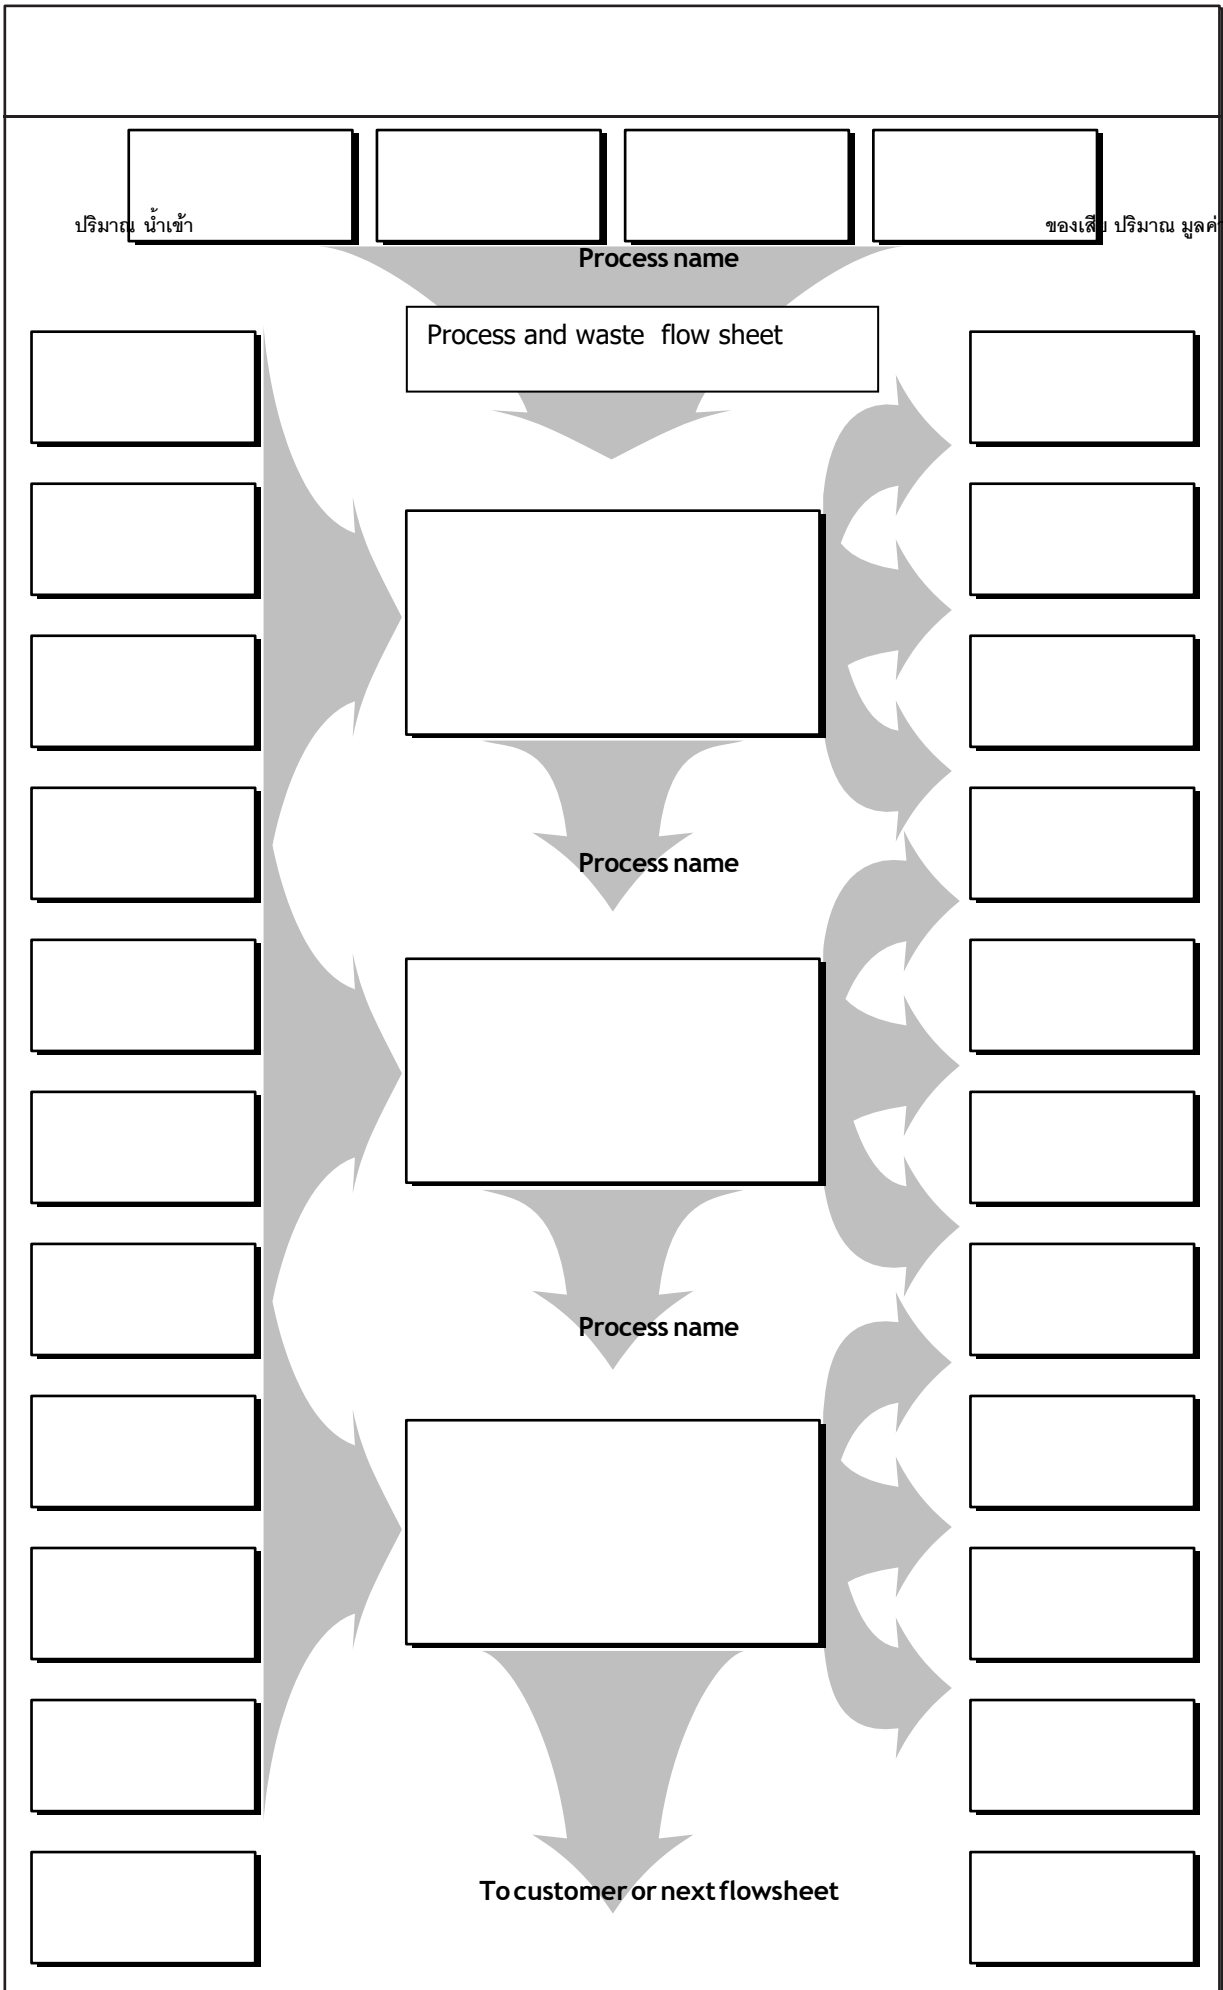 ปริมาณ น้ำเข้า
ของเสีย ปริมาณ มูลค่า
Process name
Process and waste flow sheet
Process name
Process name
To customer or next flowsheet